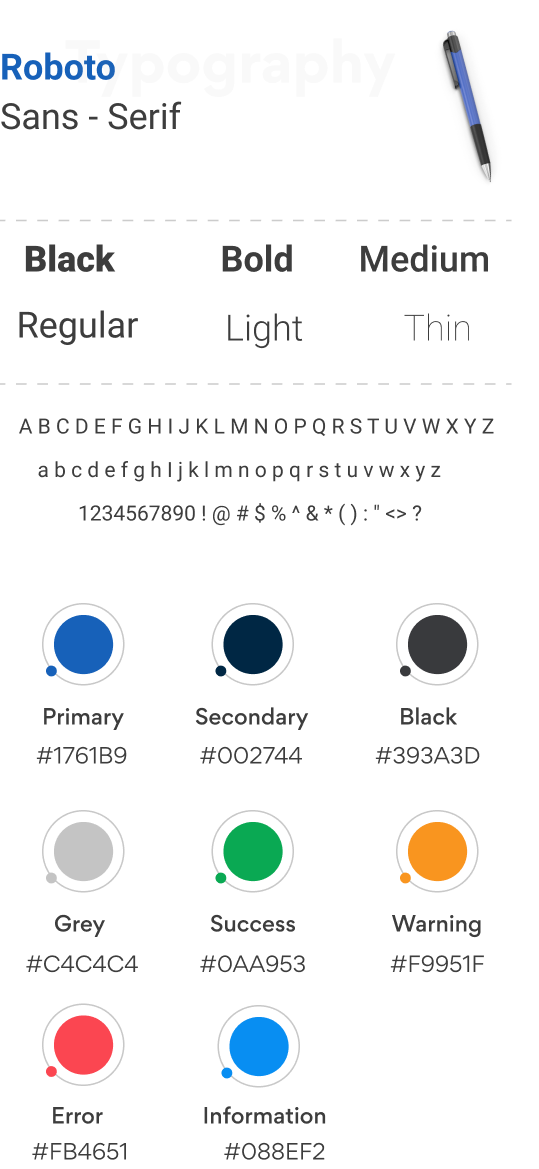 Typography
Roboto
Sans - Serif
Black Bold Medium
Regular Light Thin
A B C D E F G H I J K L M N O P Q R S T U V W X Y Z
a b c d e f g h I j k l m n o p q r s t u v w x y z
1234567890 ! @ # $ % ^ & * ( ) : " <> ?
Primary Secondary Black
#1761B9 #002744 #393A3D
Grey Success Warning
#C4C4C4 #0AA953 #F9951F
Error Information
#FB4651 #088EF2